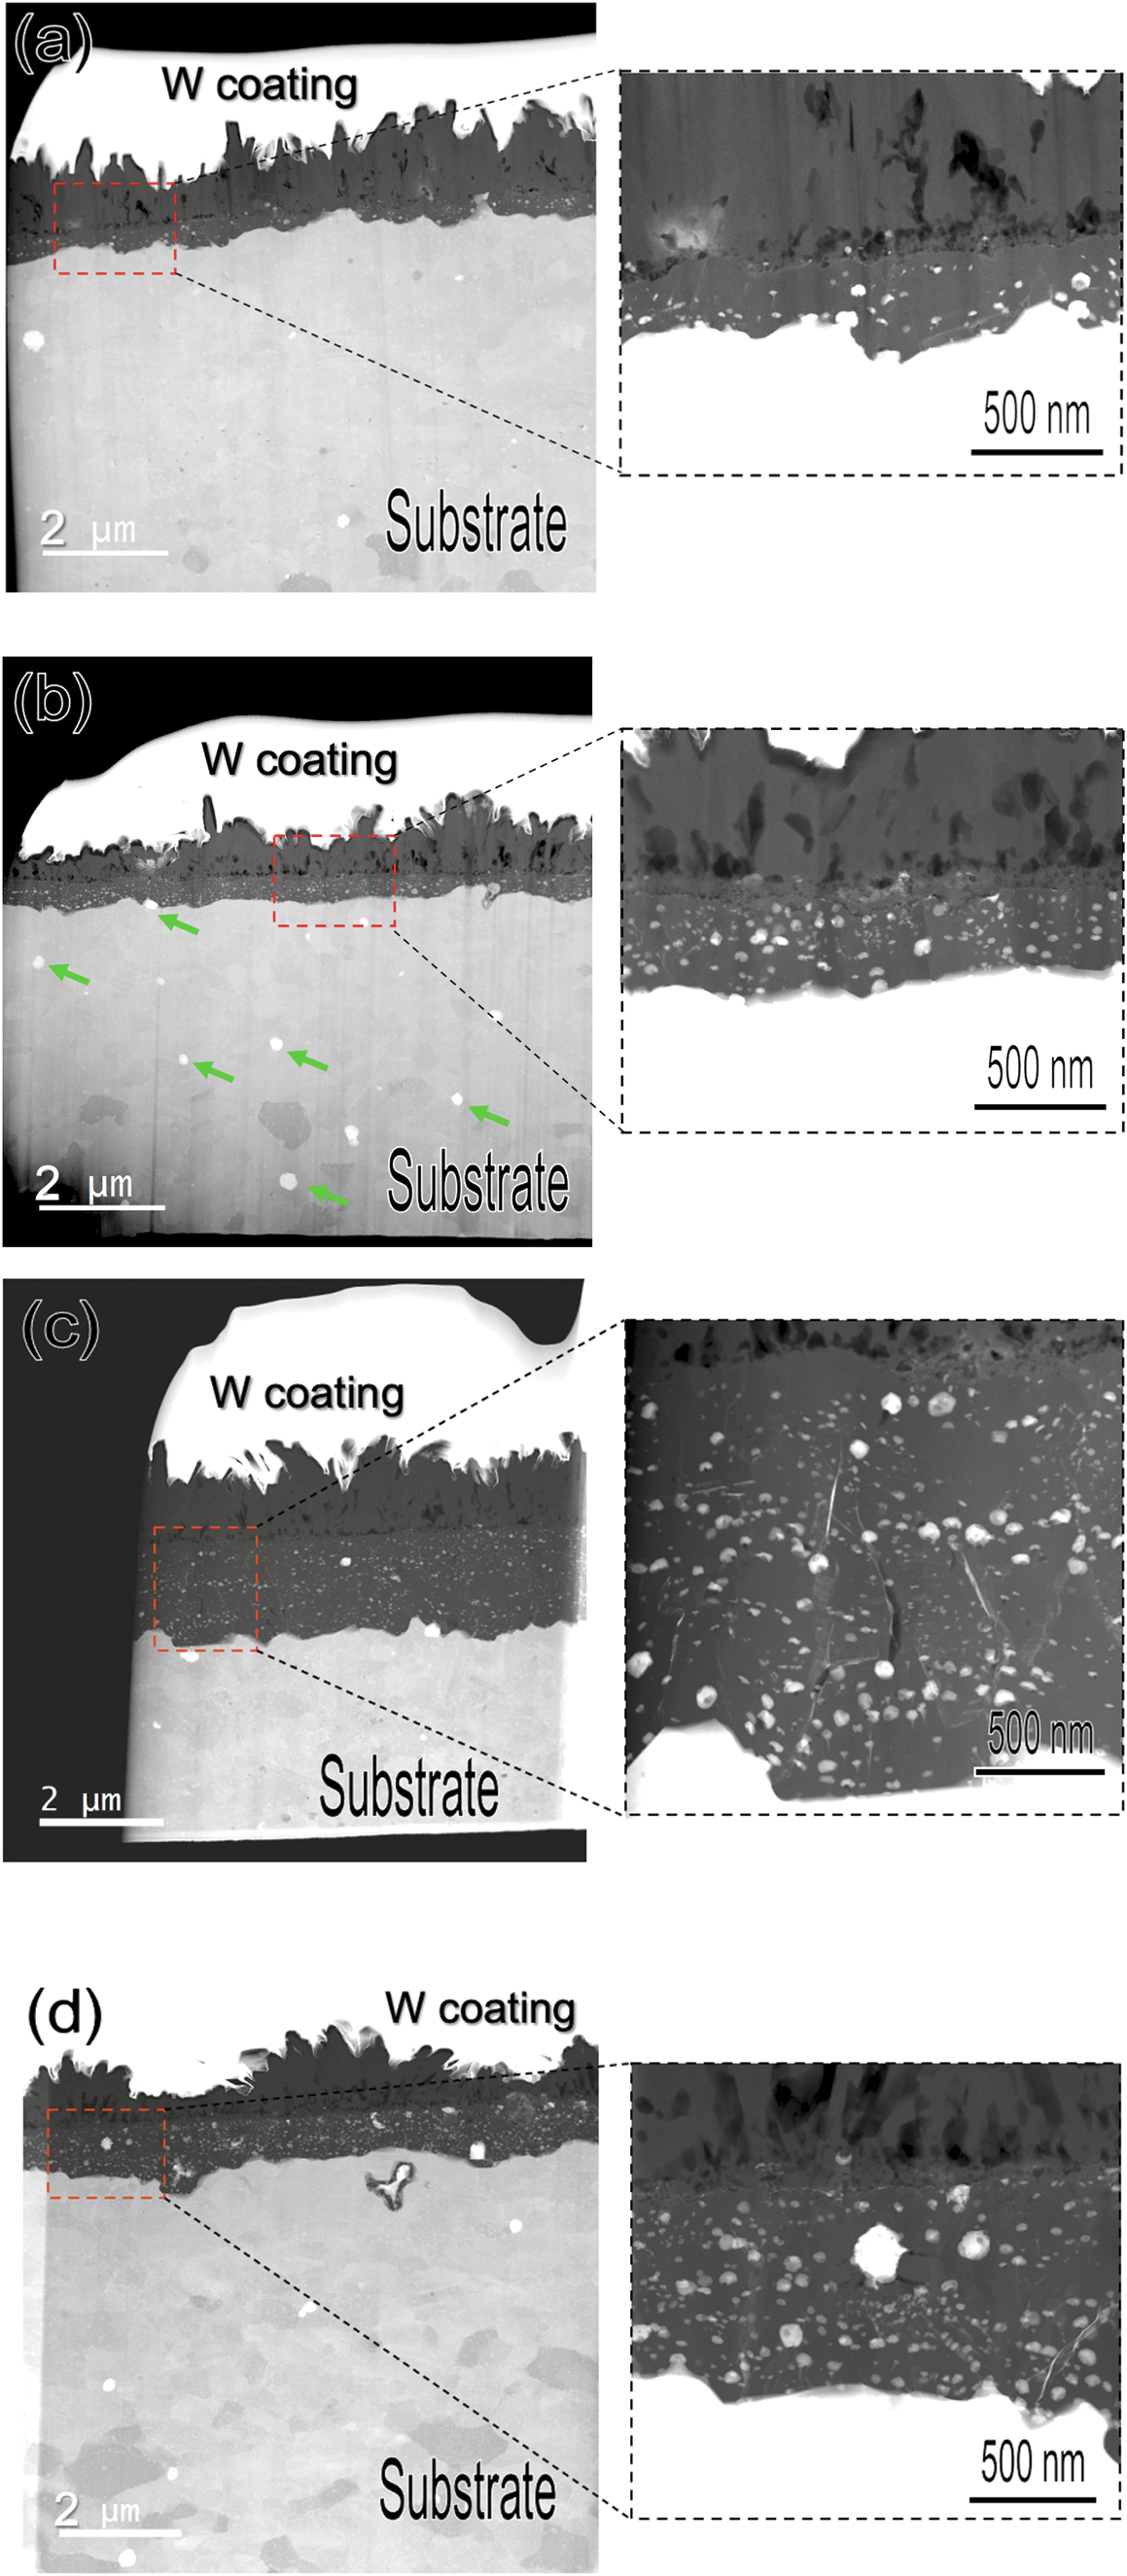 (a)
W coating
2 μm
Substrate
500 nm
(b)
W coating
2 μm
Substrate
500 nm
(c)
W coating
2 μm
Substrate
500 nm
(d)
W coating
2 μm
Substrate
500 nm